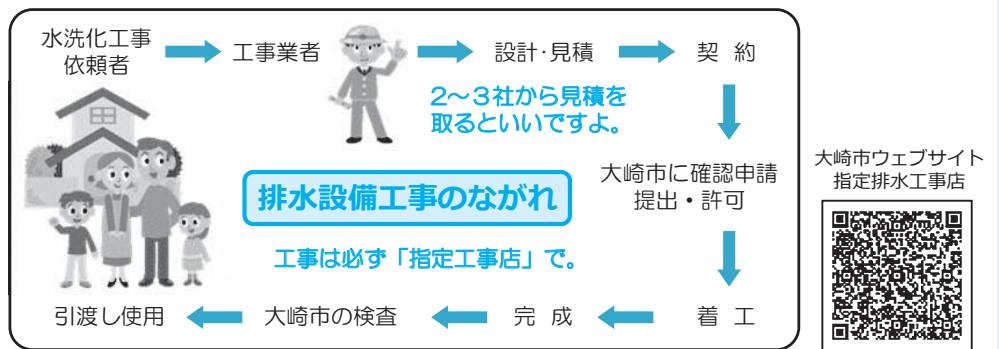 水洗化工事
依頼者
工事業者
設計・見積
契 約
2～3社から見積を
取るといいですよ。
大崎市に確認申請
提出・許可
排水設備工事のながれ
工事は必ず「指定工事店」で。
着 工
完 成
大崎市の検査
引渡し使用
大崎市ウェブサイト
指定排水工事店